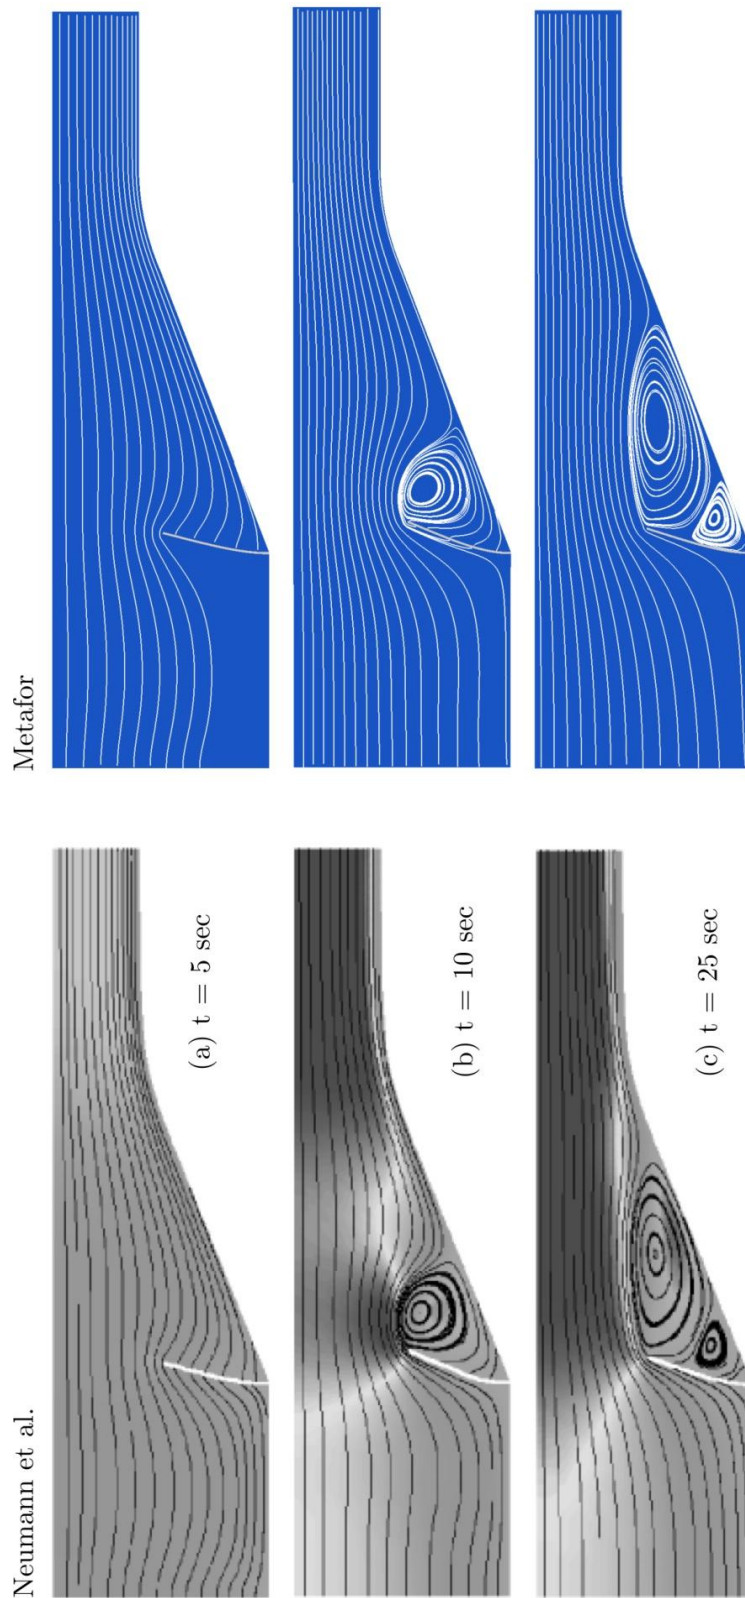 Neumann et al.
Metafor
(a) t = 5 sec
(b) t = 10 sec
(c) t = 25 sec